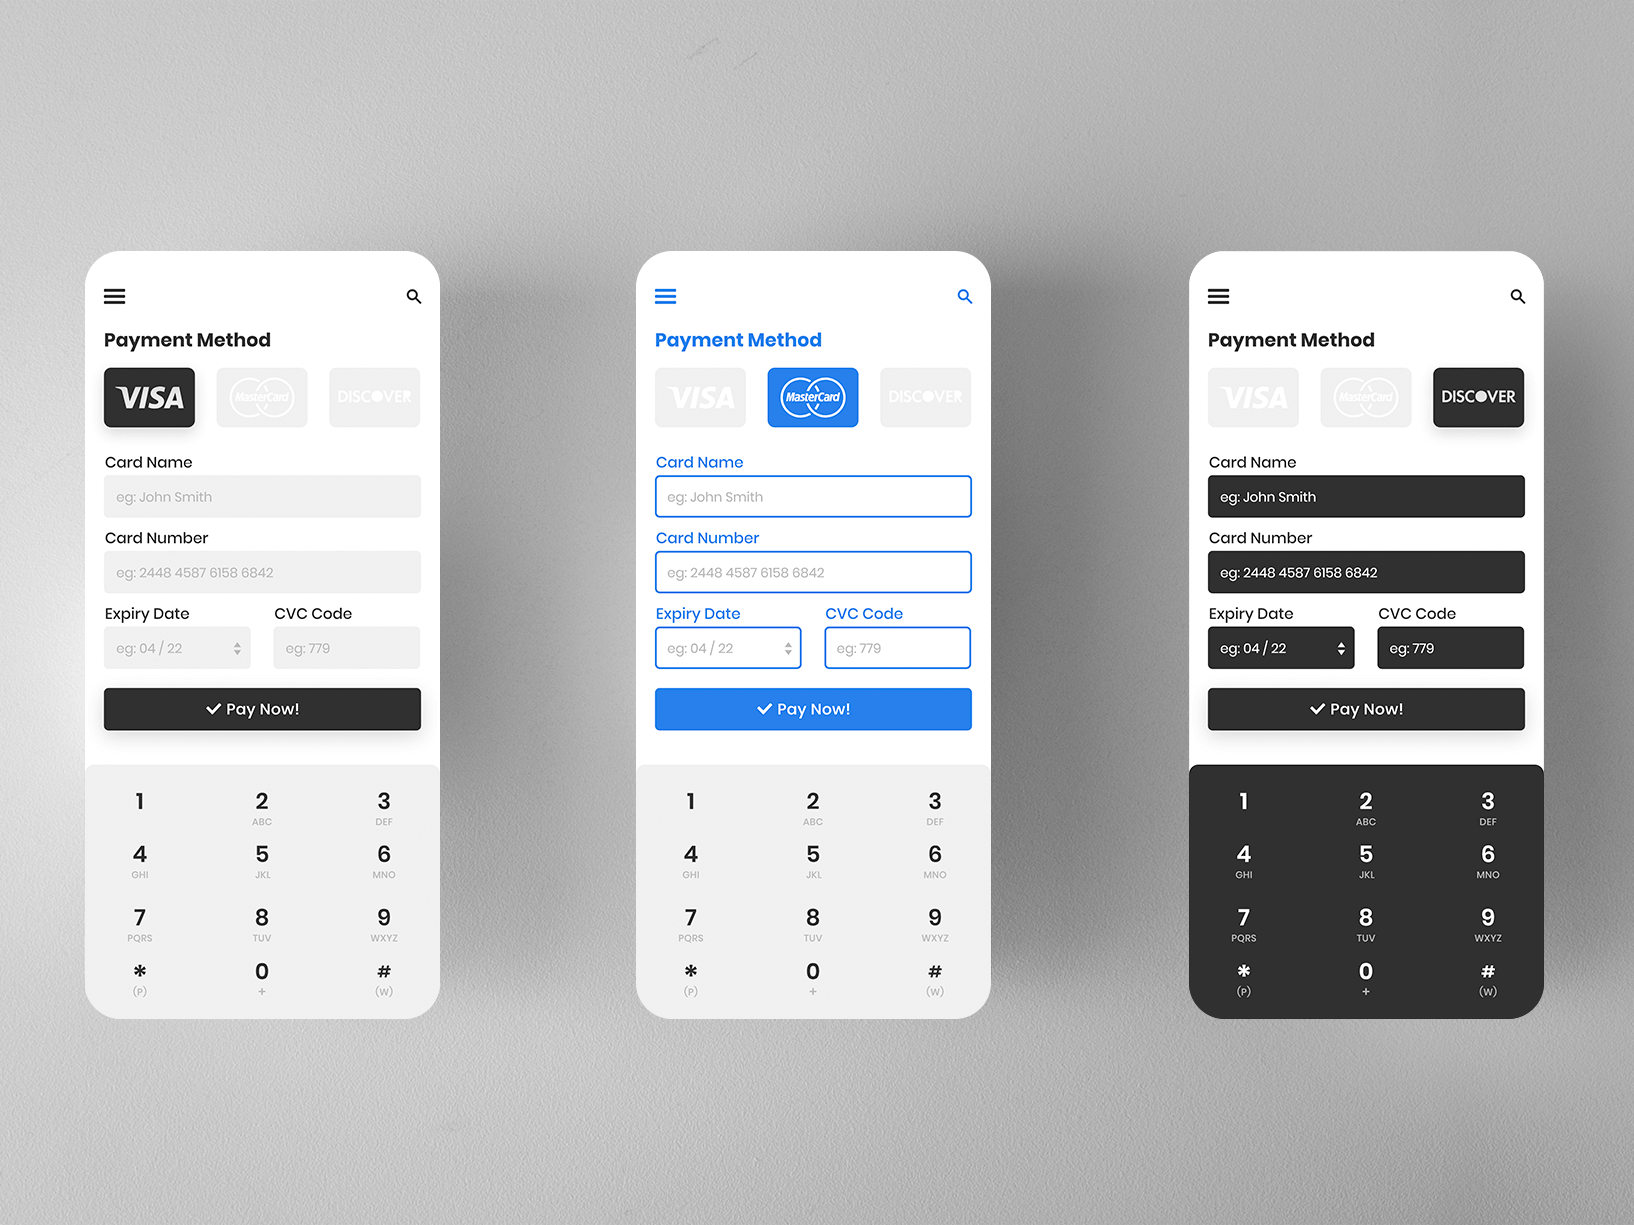 Payment Method
VISA MasterCard DISCOVER
Card Name
eg: John Smith
Card Number
eg: 2448 4587 6158 6842
Expiry Date CVC Code
eg: 04 / 22 eg: 779
Pay Now!
1 2 3
ABC DEF
4 5 6
GHI JKL MNO
7 8 9
PQRS TUV WXYZ
* 0 #
(P) + (W)
Payment Method
VISA MasterCard DISCOVER
Card Name
eg: John Smith
Card Number
eg: 2448 4587 6158 6842
Expiry Date CVC Code
eg: 04 / 22 eg: 779
Pay Now!
1 2 3
ABC DEF
4 5 6
GHI JKL MNO
7 8 9
PQRS TUV WXYZ
* 0 #
(P) + (W)
Payment Method
VISA MasterCard DISCOVER
Card Name
eg: John Smith
Card Number
eg: 2448 4587 6158 6842
Expiry Date CVC Code
eg: 04 / 22 eg: 779
Pay Now!
1 2 3
ABC DEF
4 5 6
GHI JKL MNO
7 8 9
PQRS TUV WXYZ
* 0 #
(P) + (W)